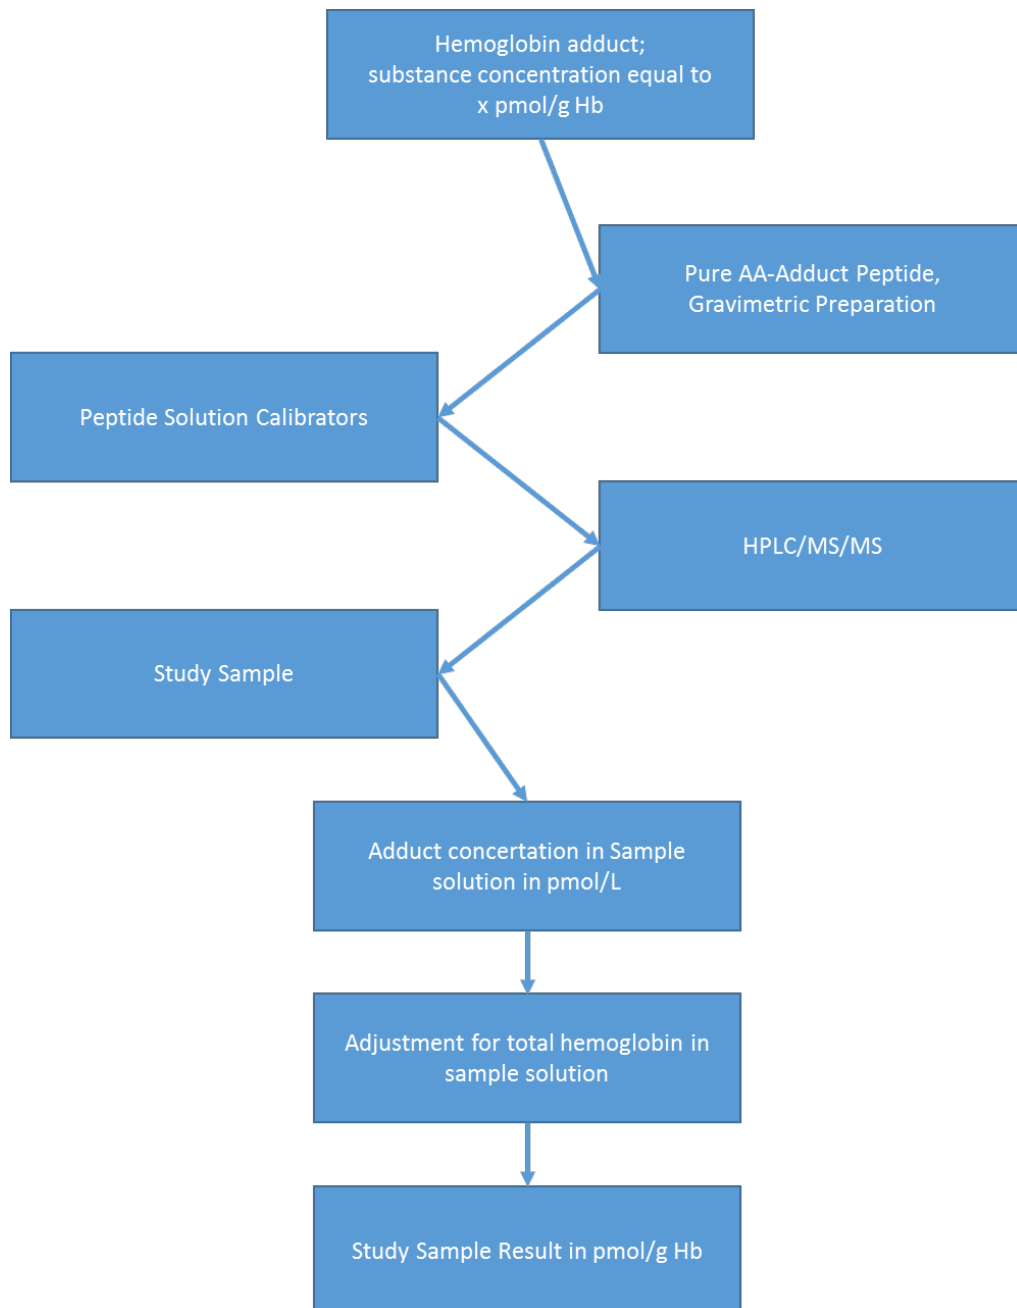 Hemoglobin adduct;
substance concentration equal to
x pmol/g Hb
Pure AA-Adduct Peptide,
Gravimetric Preparation
Peptide Solution Calibrators
HPLC/MS/MS
Study Sample
Adduct concertation in Sample
solution in pmol/L
Adjustment for total hemoglobin in
sample solution
Study Sample Result in pmol/g Hb